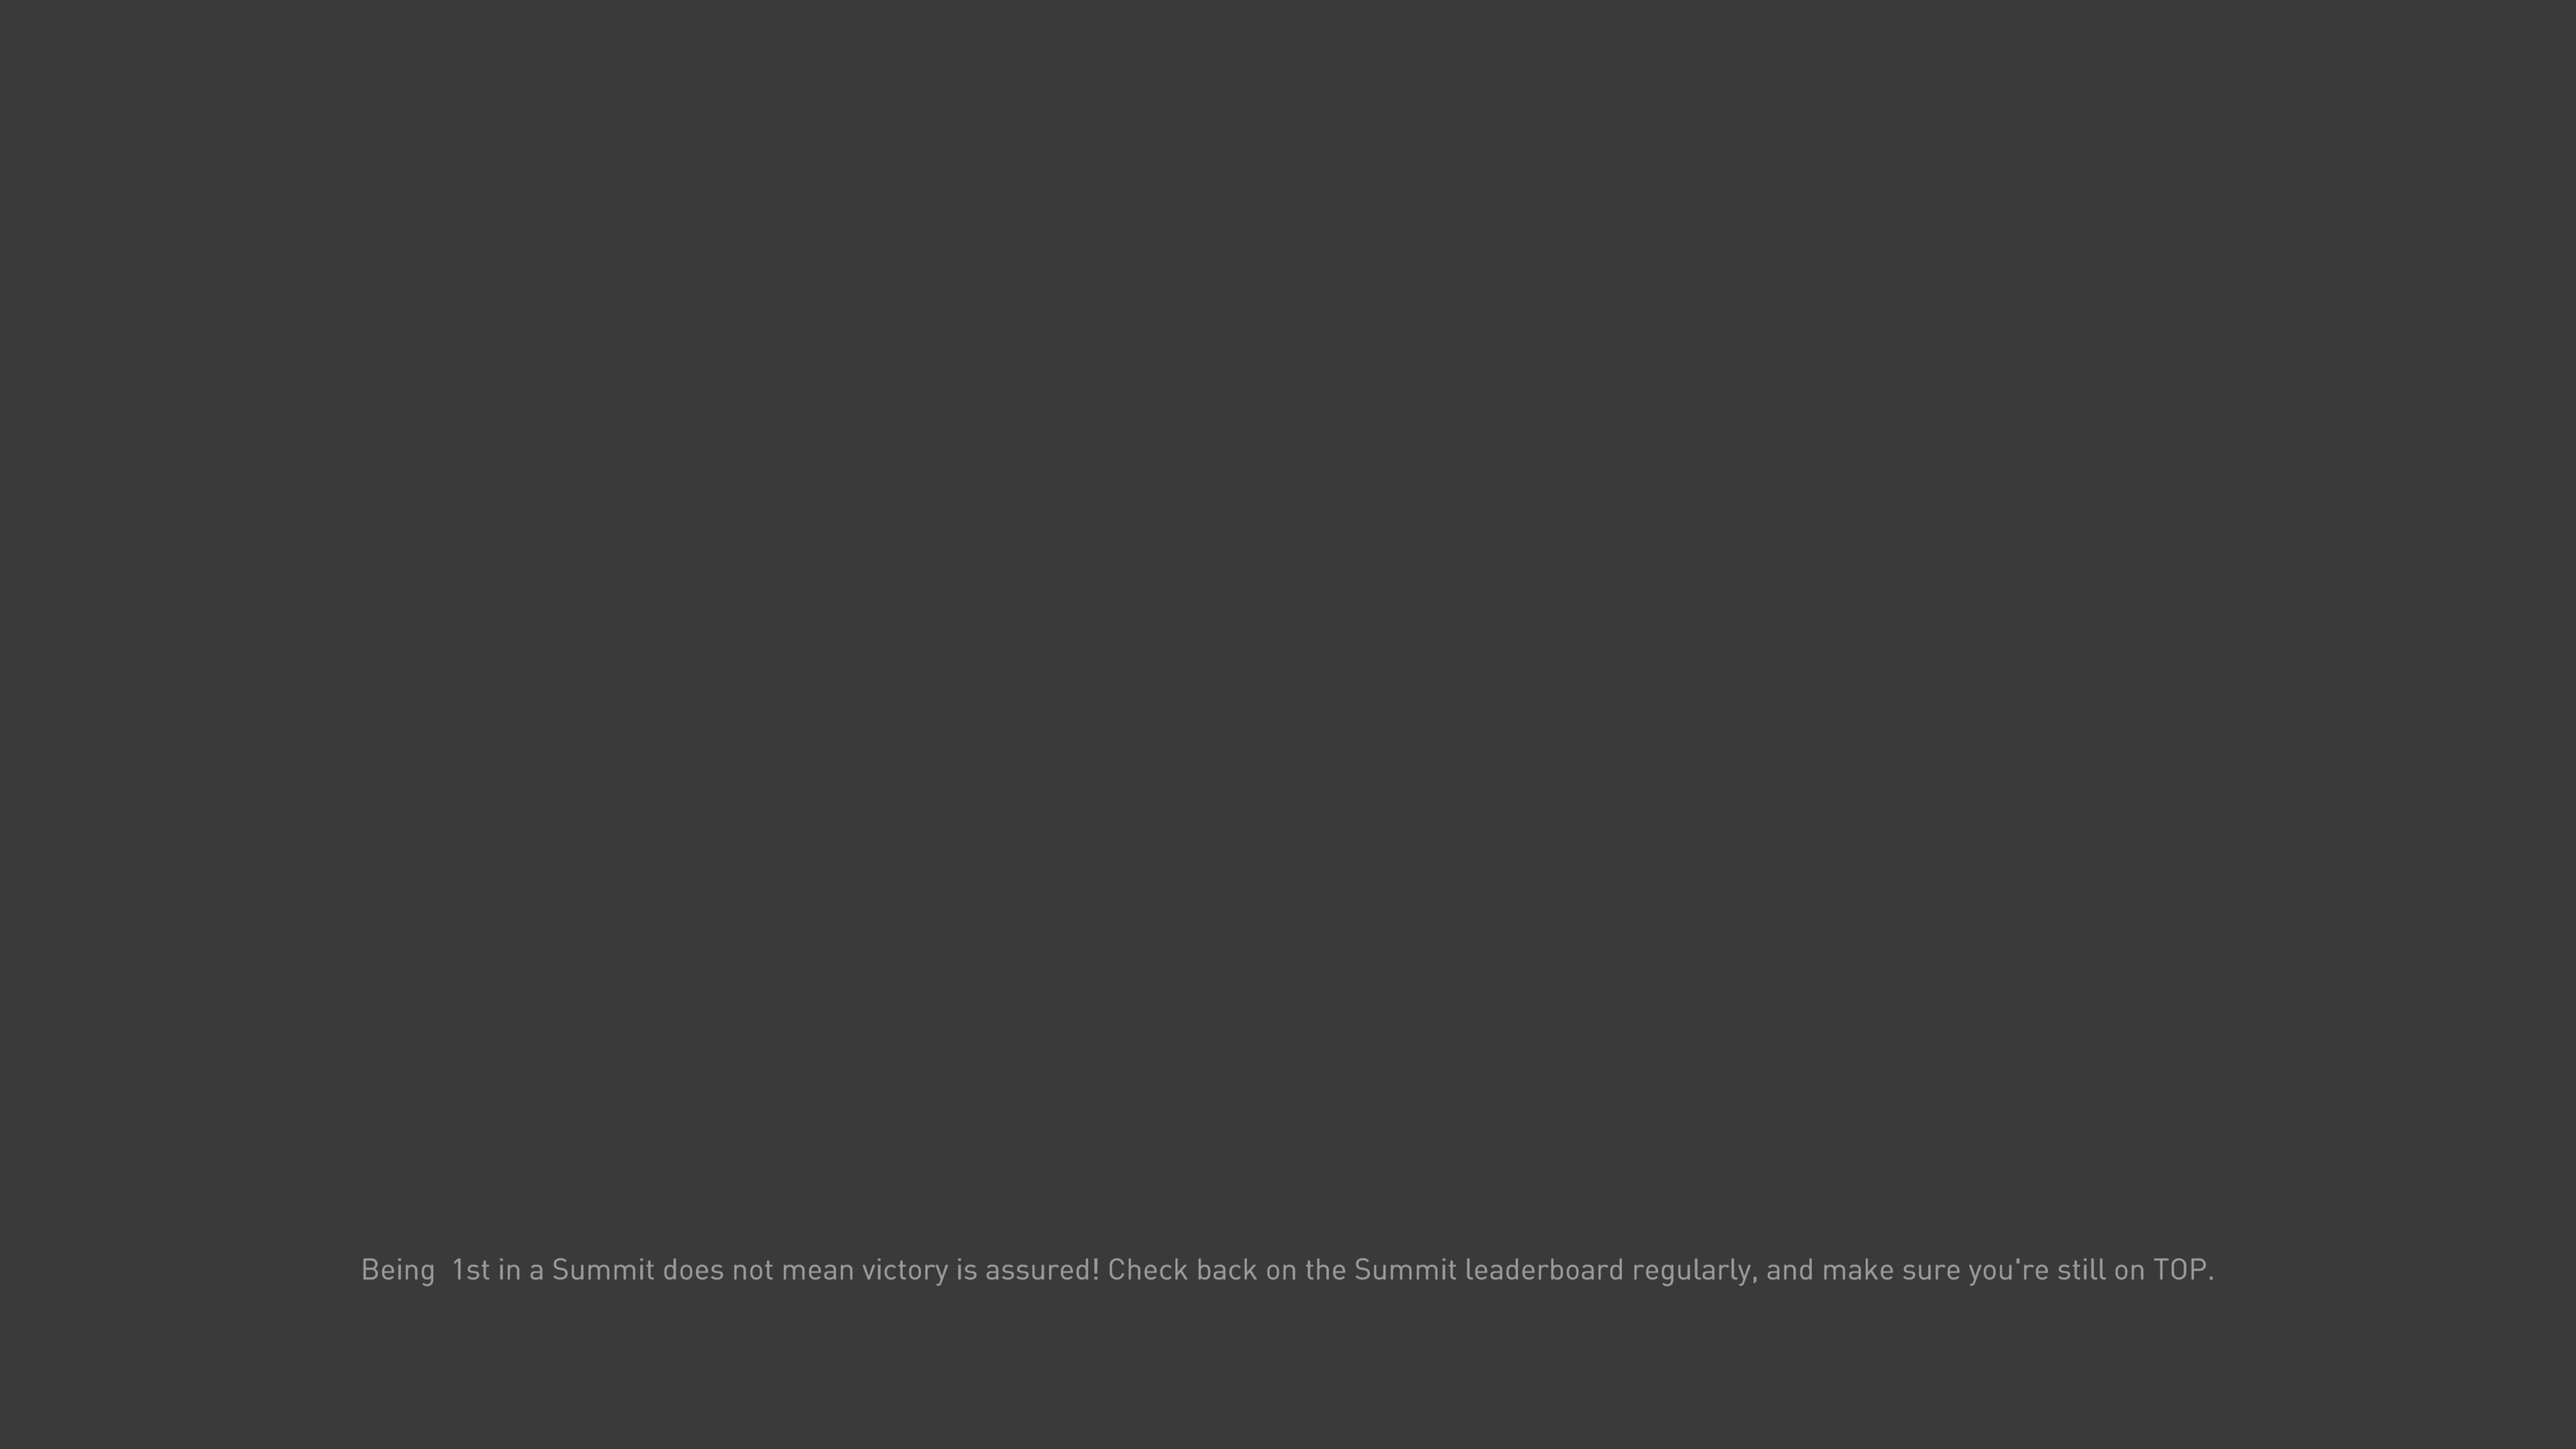 Being  1st in a Summit does not mean victory is assured! Check back on the Summit leaderboard regularly, and make sure you're still on TOP.